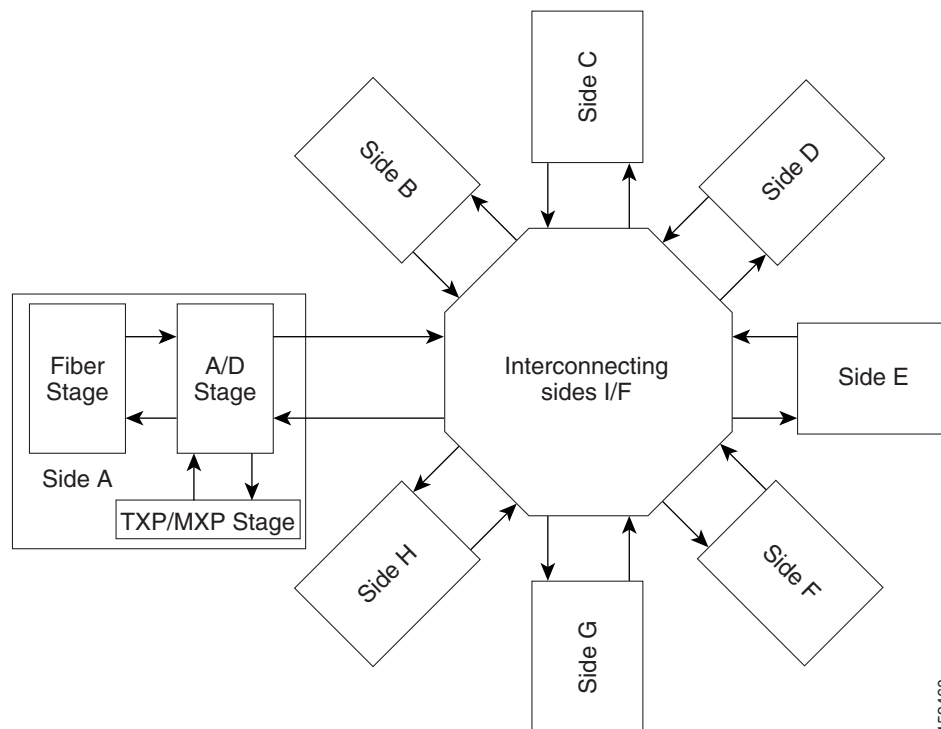 Side C
Side B
Side D
Fiber
Stage
A/D
Stage
Interconnecting
sides I/F
Side E
Side A
TXP/MXP Stage
Side H
Side F
Side G